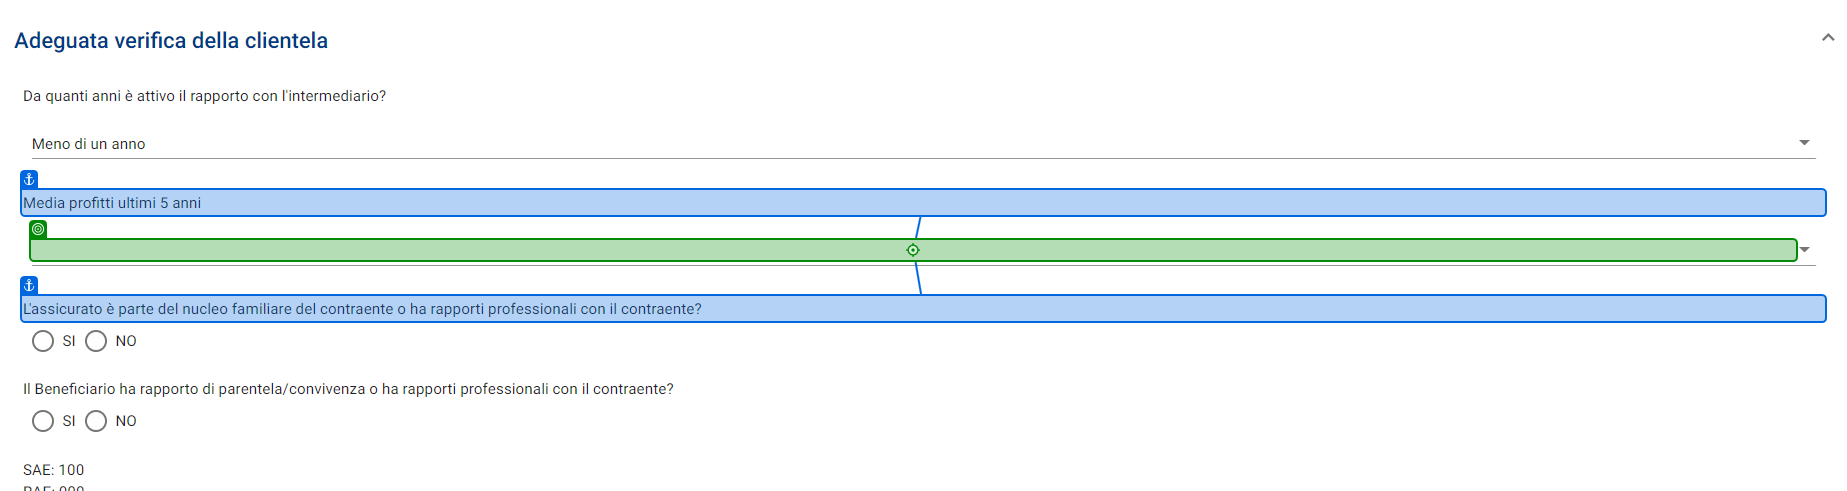 Adeguata verifica della clientela
Da quanti anni è attivo il rapporto con l'intermediario?
Meno di un anno
Media profitti ultimi 5 anni
L'assicurato è parte del nucleo familiare del contraente o ha rapporti professionali con il contraente?
SI NO
Il Beneficiario ha rapporto di parentela/convivenza o ha rapporti professionali con il contraente?
SI NO
SAE: 100